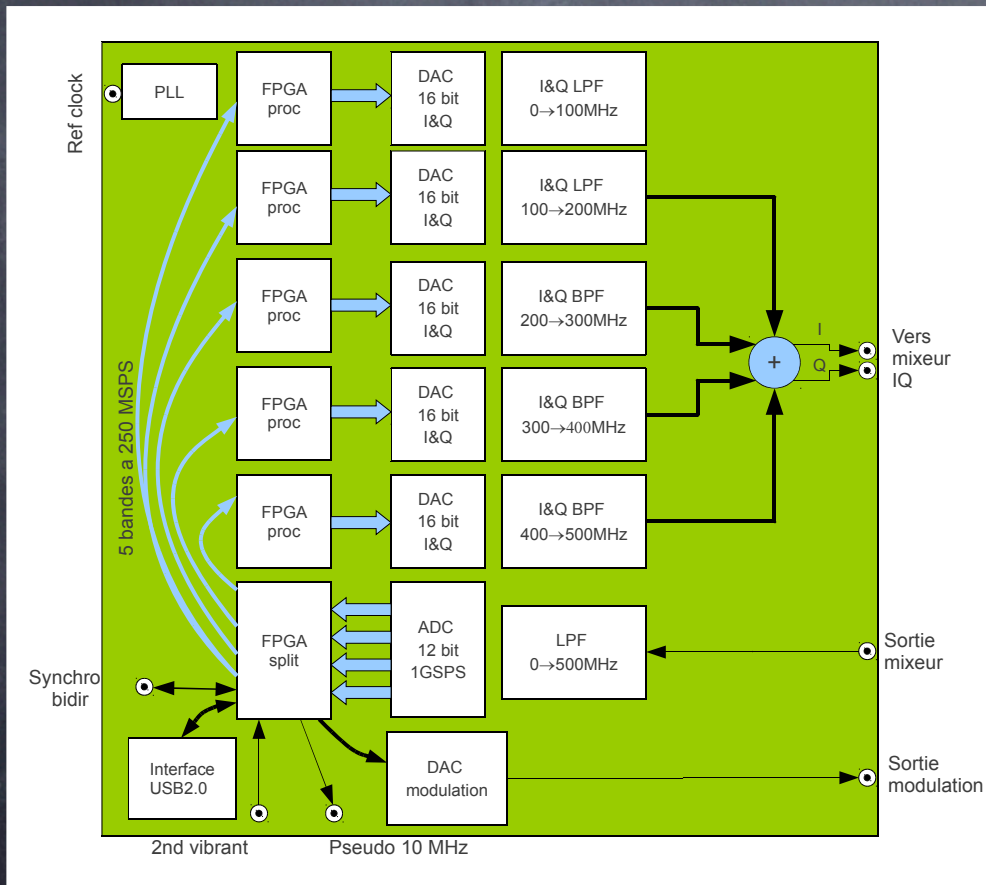 Ref clock
PLL
FPGA
proc
DAC
16 bit
I&Q
I&Q LPF
0→100MHz
FPGA
proc
DAC
16 bit
I&Q
I&Q LPF
100→200MHz
FPGA
proc
DAC
16 bit
I&Q
I&Q BPF
200→300MHz
FPGA
proc
DAC
16 bit
I&Q
I&Q BPF
300→400MHz
FPGA
proc
DAC
16 bit
I&Q
I&Q BPF
400→500MHz
+
I
Q
Vers
mixeur
IQ
5 bandes a 250 MSPS
FPGA
split
ADC
12 bit
1GSPS
LPF
0→500MHz
Sortie
mixeur
Synchro
bidir
Interface
USB2.0
DAC
modulation
Sortie
modulation
2nd vibrant
Pseudo 10 MHz